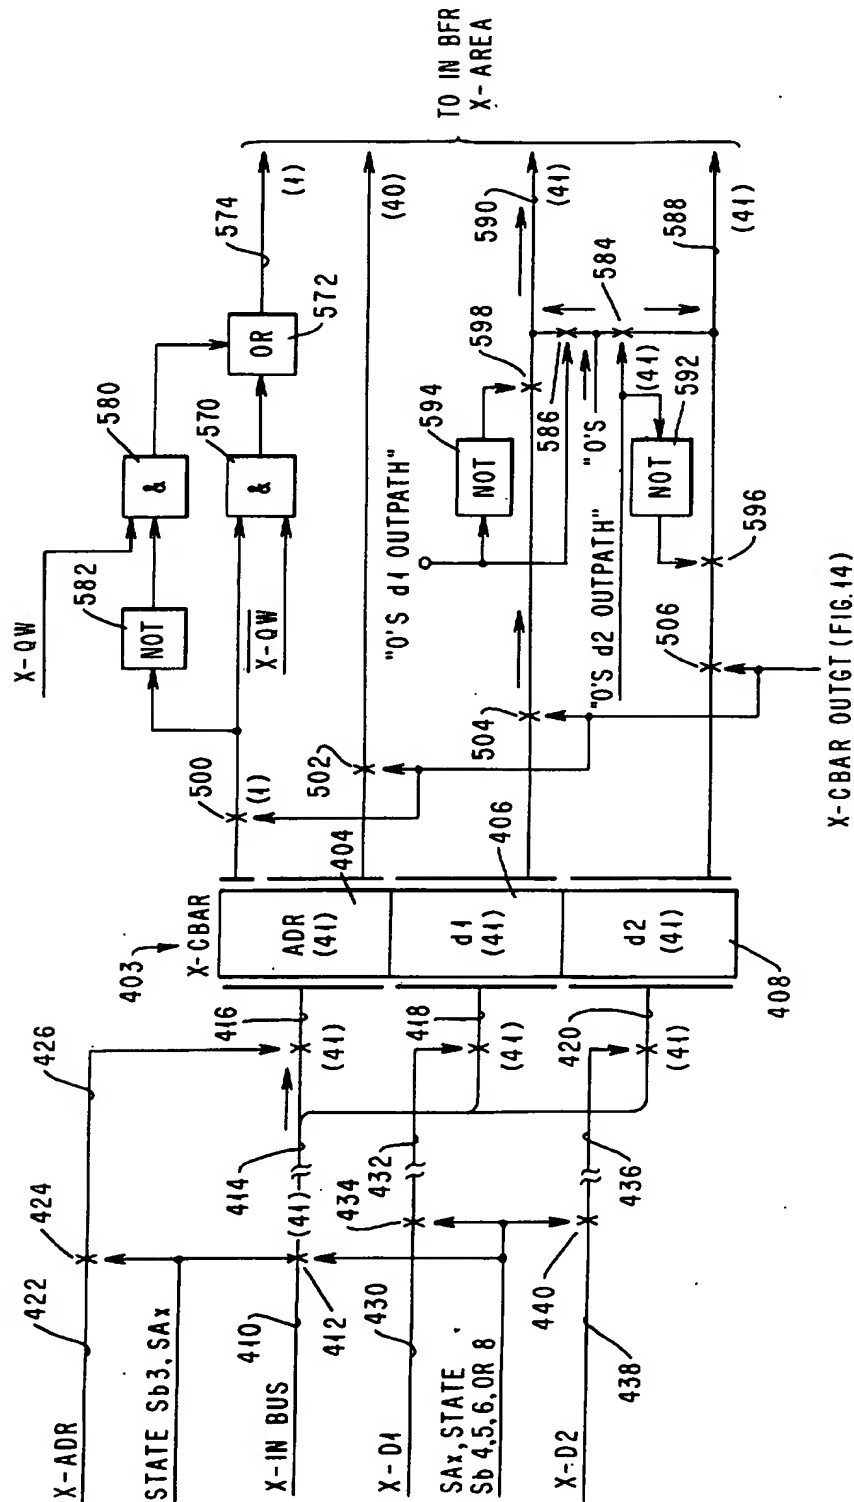 X-ADR
422
424
426
STATE Sb3, SAx
X-IN BUS
410
412
414
(41)
416
(41)
X-D1
430
434
432
418
(41)
SAx, STATE
Sb 4,5,6, OR 8
X-D2
438
440
436
420
(41)
403
X-CBAR
ADR
(41)
404
d1
(41)
406
d2
(41)
408
500
(1)
502
504
506
X-CBAR OUTGT (FIG.14)
X-QW
582
NOT
&
580
X-QW
&
570
OR
572
574
(1)
(40)
"O'S d1 OUTPATH"
NOT
594
598
590
(41)
586
"O'S
584
"O'S d2 OUTPATH"
(41)
NOT
592
596
588
(41)
TO IN BFR
X-AREA